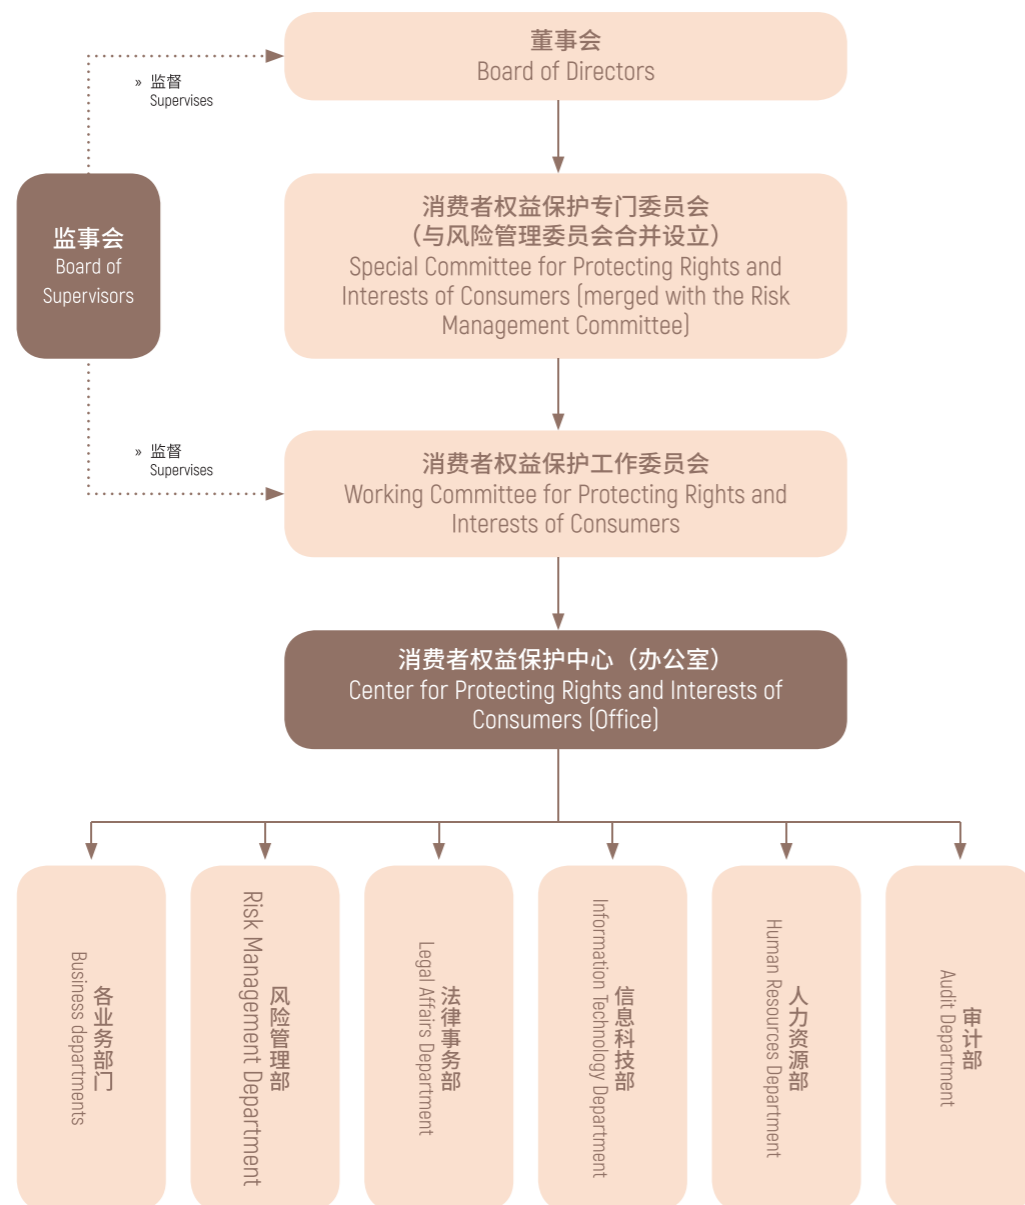 董事会
Board of Directors
» 监督
Supervises
监事会
Board of
Supervisors
消费者权益保护专门委员会
（与风险管理委员会合并设立）
Special Committee for Protecting Rights and
Interests of Consumers (merged with the Risk
Management Committee)
» 监督
Supervises
消费者权益保护工作委员会
Working Committee for Protecting Rights and
Interests of Consumers
消费者权益保护中心（办公室）
Center for Protecting Rights and Interests of
Consumers (Office)
各业务部门
Business departments
风险管理部
Risk Management Department
法律事务部
Legal Affairs Department
信息科技部
Information Technology Department
人力资源部
Human Resources Department
审计部
Audit Department